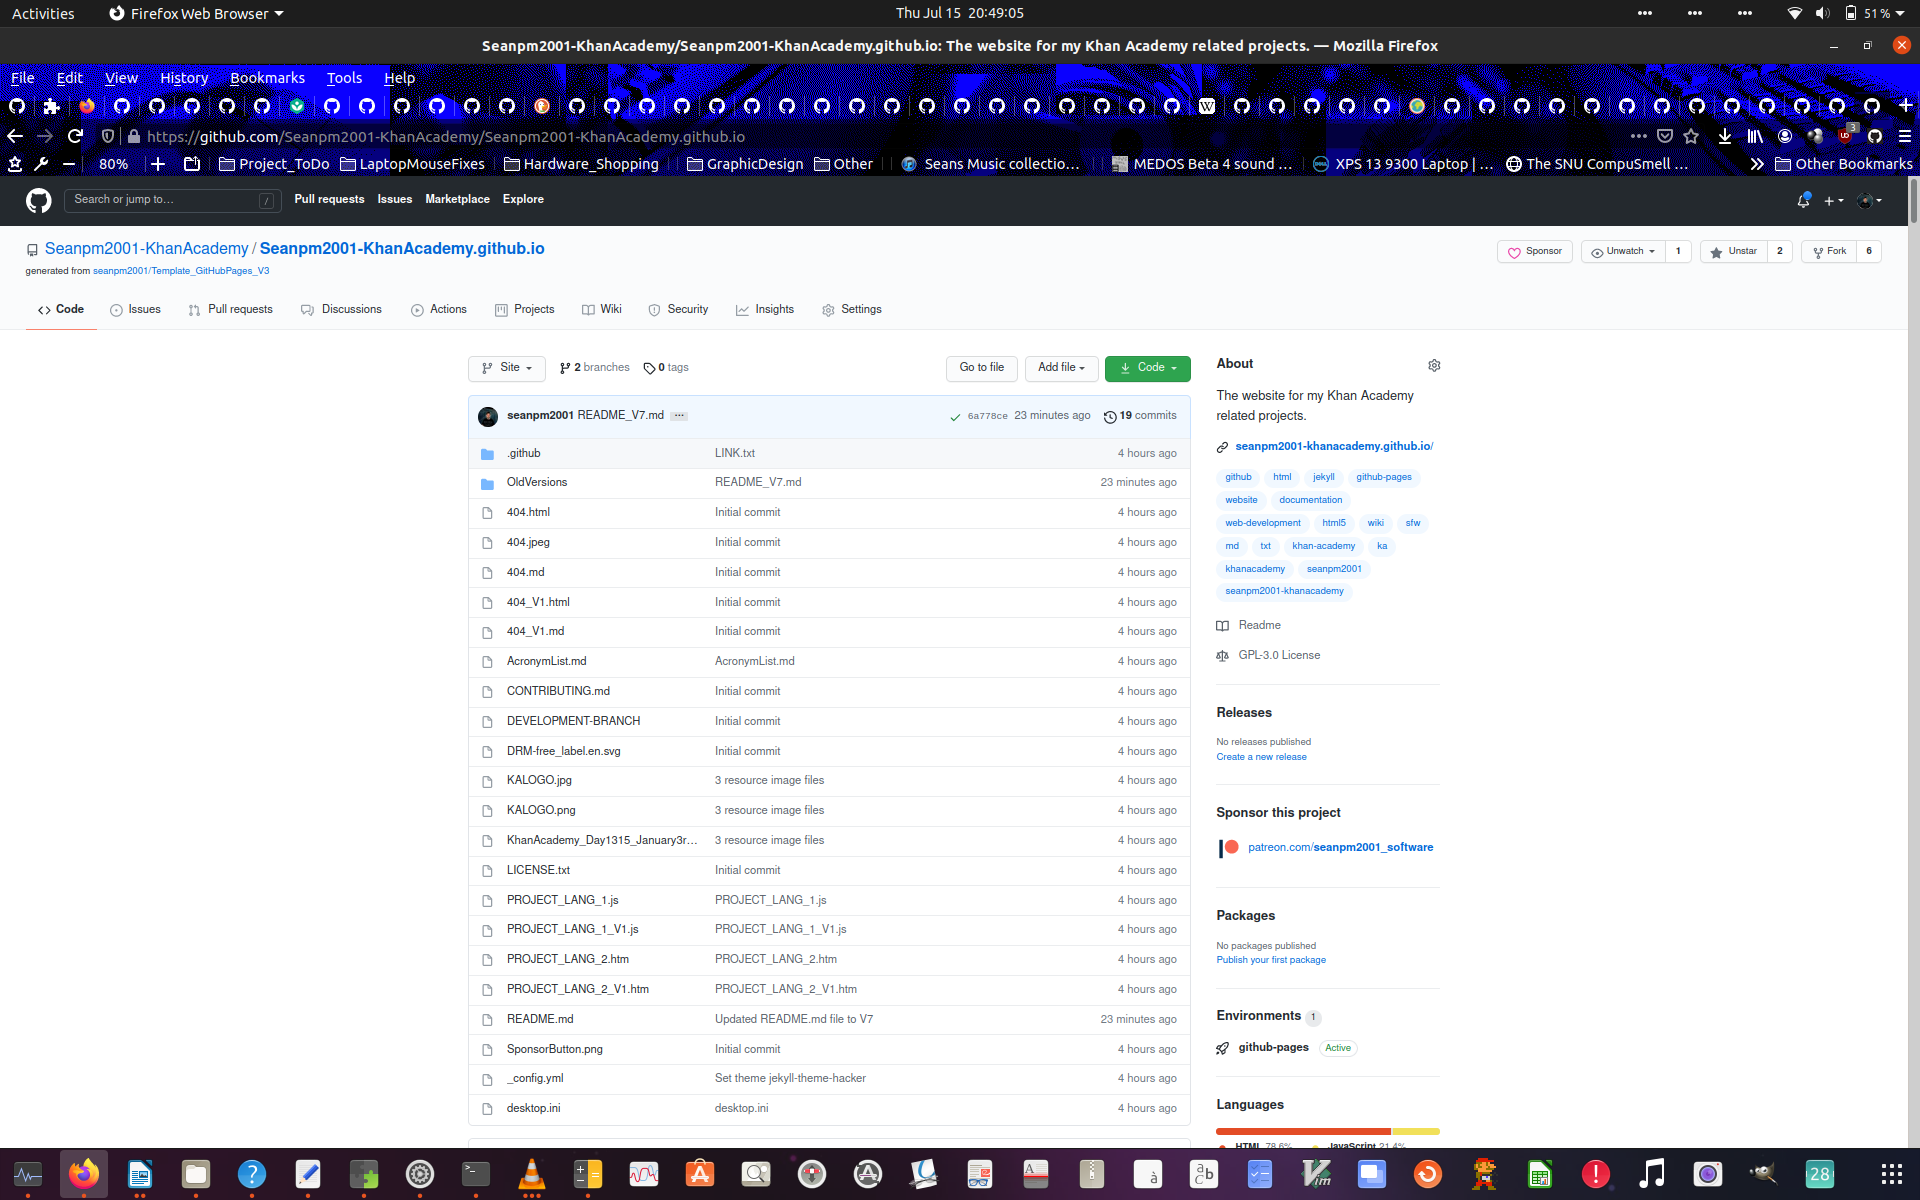 Activities Firefox Web Browser Thu Jul 15 20:49:05 51%
Seanpm2001-KhanAcademy/Seanpm2001-KhanAcademy.github.io: The website for my Khan Academy related projects. — Mozilla Firefox
File Edit View History Bookmarks Tools Help
https://github.com/Seanpm2001-KhanAcademy/Seanpm2001-KhanAcademy.github.io 3
80% Project_ToDo LaptopMouseFixes Hardware_Shopping GraphicDesign Other Seans Music collectio… MEDOS Beta 4 sound … XPS 13 9300 Laptop | … The SNU CompuSmell … Other Bookmarks
Search or jump to… / Pull requests Issues Marketplace Explore
Seanpm2001-KhanAcademy / Seanpm2001-KhanAcademy.github.io Sponsor Unwatch 1 Unstar 2 Fork 6
generated from seanpm2001/Template_GitHubPages_V3
Code Issues Pull requests Discussions Actions Projects Wiki Security Insights Settings
Site 2 branches 0 tags Go to file Add file Code
seanpm2001 README_V7.md … 6a778ce 23 minutes ago 19 commits
.github LINK.txt 4 hours ago
OldVersions README_V7.md 23 minutes ago
404.html Initial commit 4 hours ago
404.jpeg Initial commit 4 hours ago
404.md Initial commit 4 hours ago
404_V1.html Initial commit 4 hours ago
404_V1.md Initial commit 4 hours ago
AcronymList.md AcronymList.md 4 hours ago
CONTRIBUTING.md Initial commit 4 hours ago
DEVELOPMENT-BRANCH Initial commit 4 hours ago
DRM-free_label.en.svg Initial commit 4 hours ago
KALOGO.jpg 3 resource image files 4 hours ago
KALOGO.png 3 resource image files 4 hours ago
KhanAcademy_Day1315_January3r… 3 resource image files 4 hours ago
LICENSE.txt Initial commit 4 hours ago
PROJECT_LANG_1.js PROJECT_LANG_1.js 4 hours ago
PROJECT_LANG_1_V1.js PROJECT_LANG_1_V1.js 4 hours ago
PROJECT_LANG_2.htm PROJECT_LANG_2.htm 4 hours ago
PROJECT_LANG_2_V1.htm PROJECT_LANG_2_V1.htm 4 hours ago
README.md Updated README.md file to V7 23 minutes ago
SponsorButton.png Initial commit 4 hours ago
_config.yml Set theme jekyll-theme-hacker 4 hours ago
desktop.ini desktop.ini 4 hours ago
About
The website for my Khan Academy
related projects.
seanpm2001-khanacademy.github.io/
github html jekyll github-pages
website documentation
web-development html5 wiki sfw
md txt khan-academy ka
khanacademy seanpm2001
seanpm2001-khanacademy
Readme
GPL-3.0 License
Releases
No releases published
Create a new release
Sponsor this project
patreon.com/seanpm2001_software
Packages
No packages published
Publish your first package
Environments 1
github-pages Active
Languages
HTML 78.6% JavaScript 21.4%
28